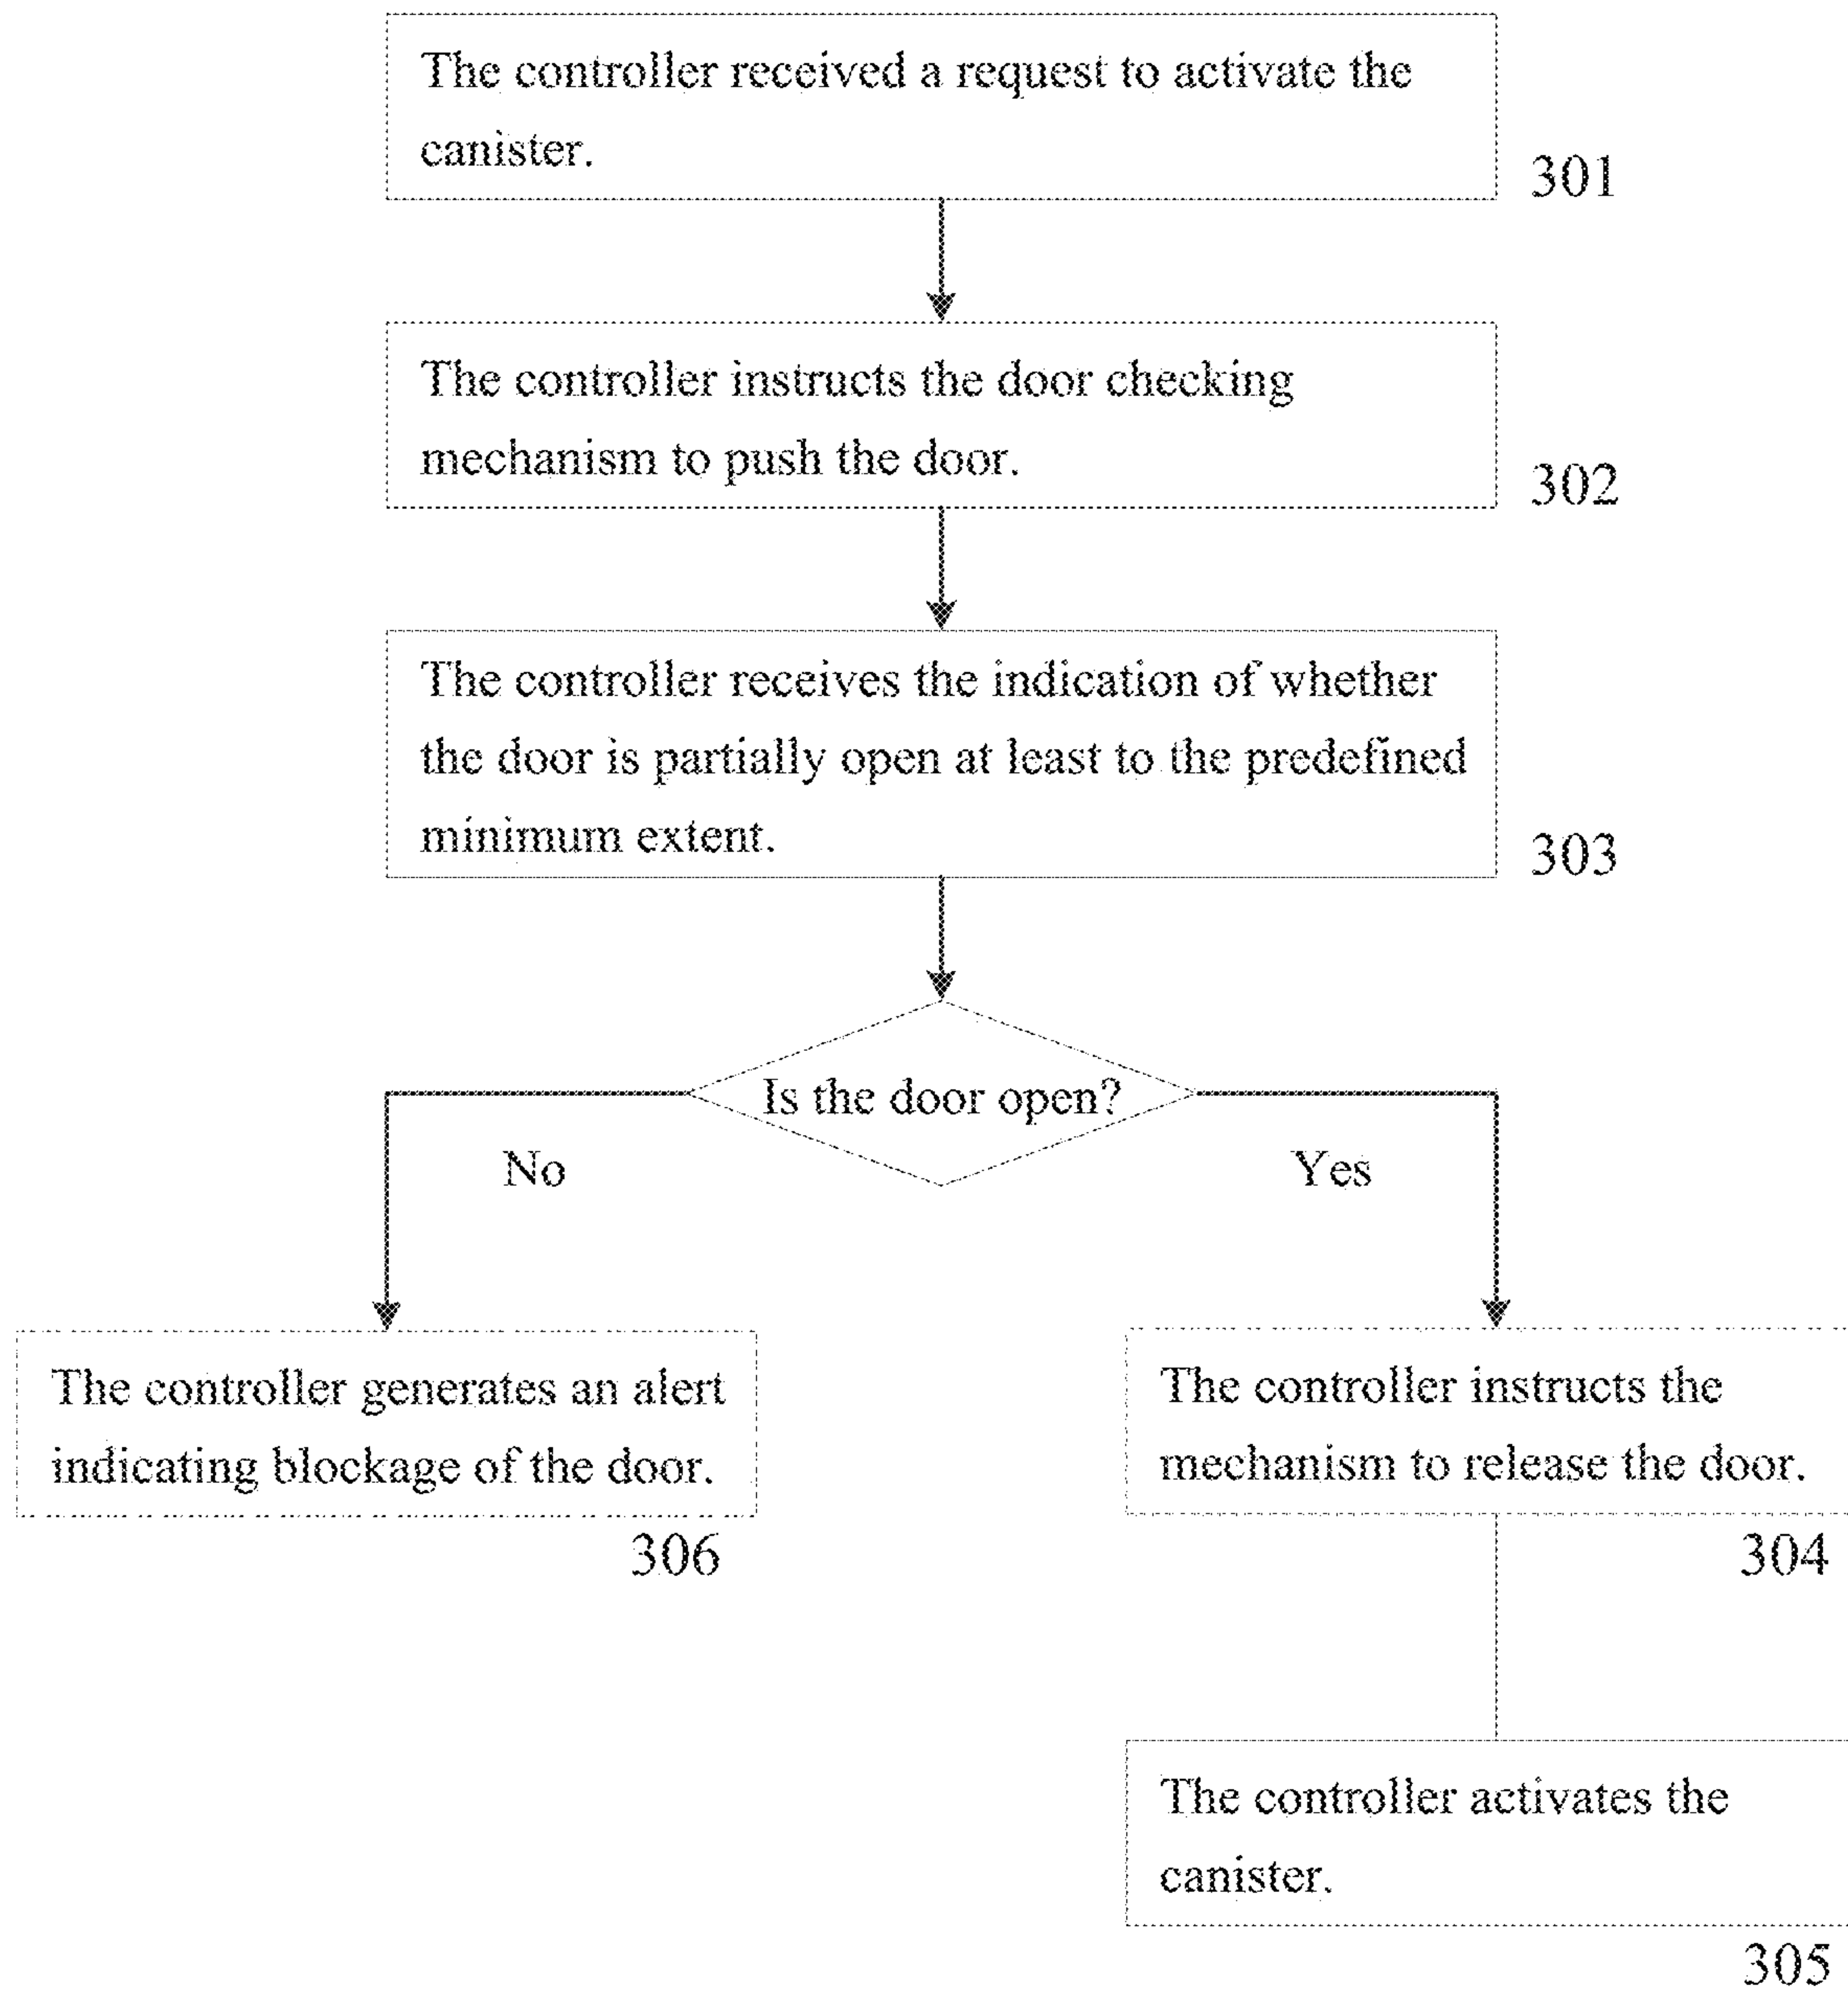 The controller received a request to activate the
canister.
301
The controller instructs the door checking
mechanism to push the door.
302
The controller receives the indication of whether
the door is partially open at least to the predefined
minimum extent.
303
Is the door open?
No
Yes
The controller generates an alert
indicating blockage of the door.
306
The controller instructs the
mechanism to release the door.
304
The controller activates the
canister.
305